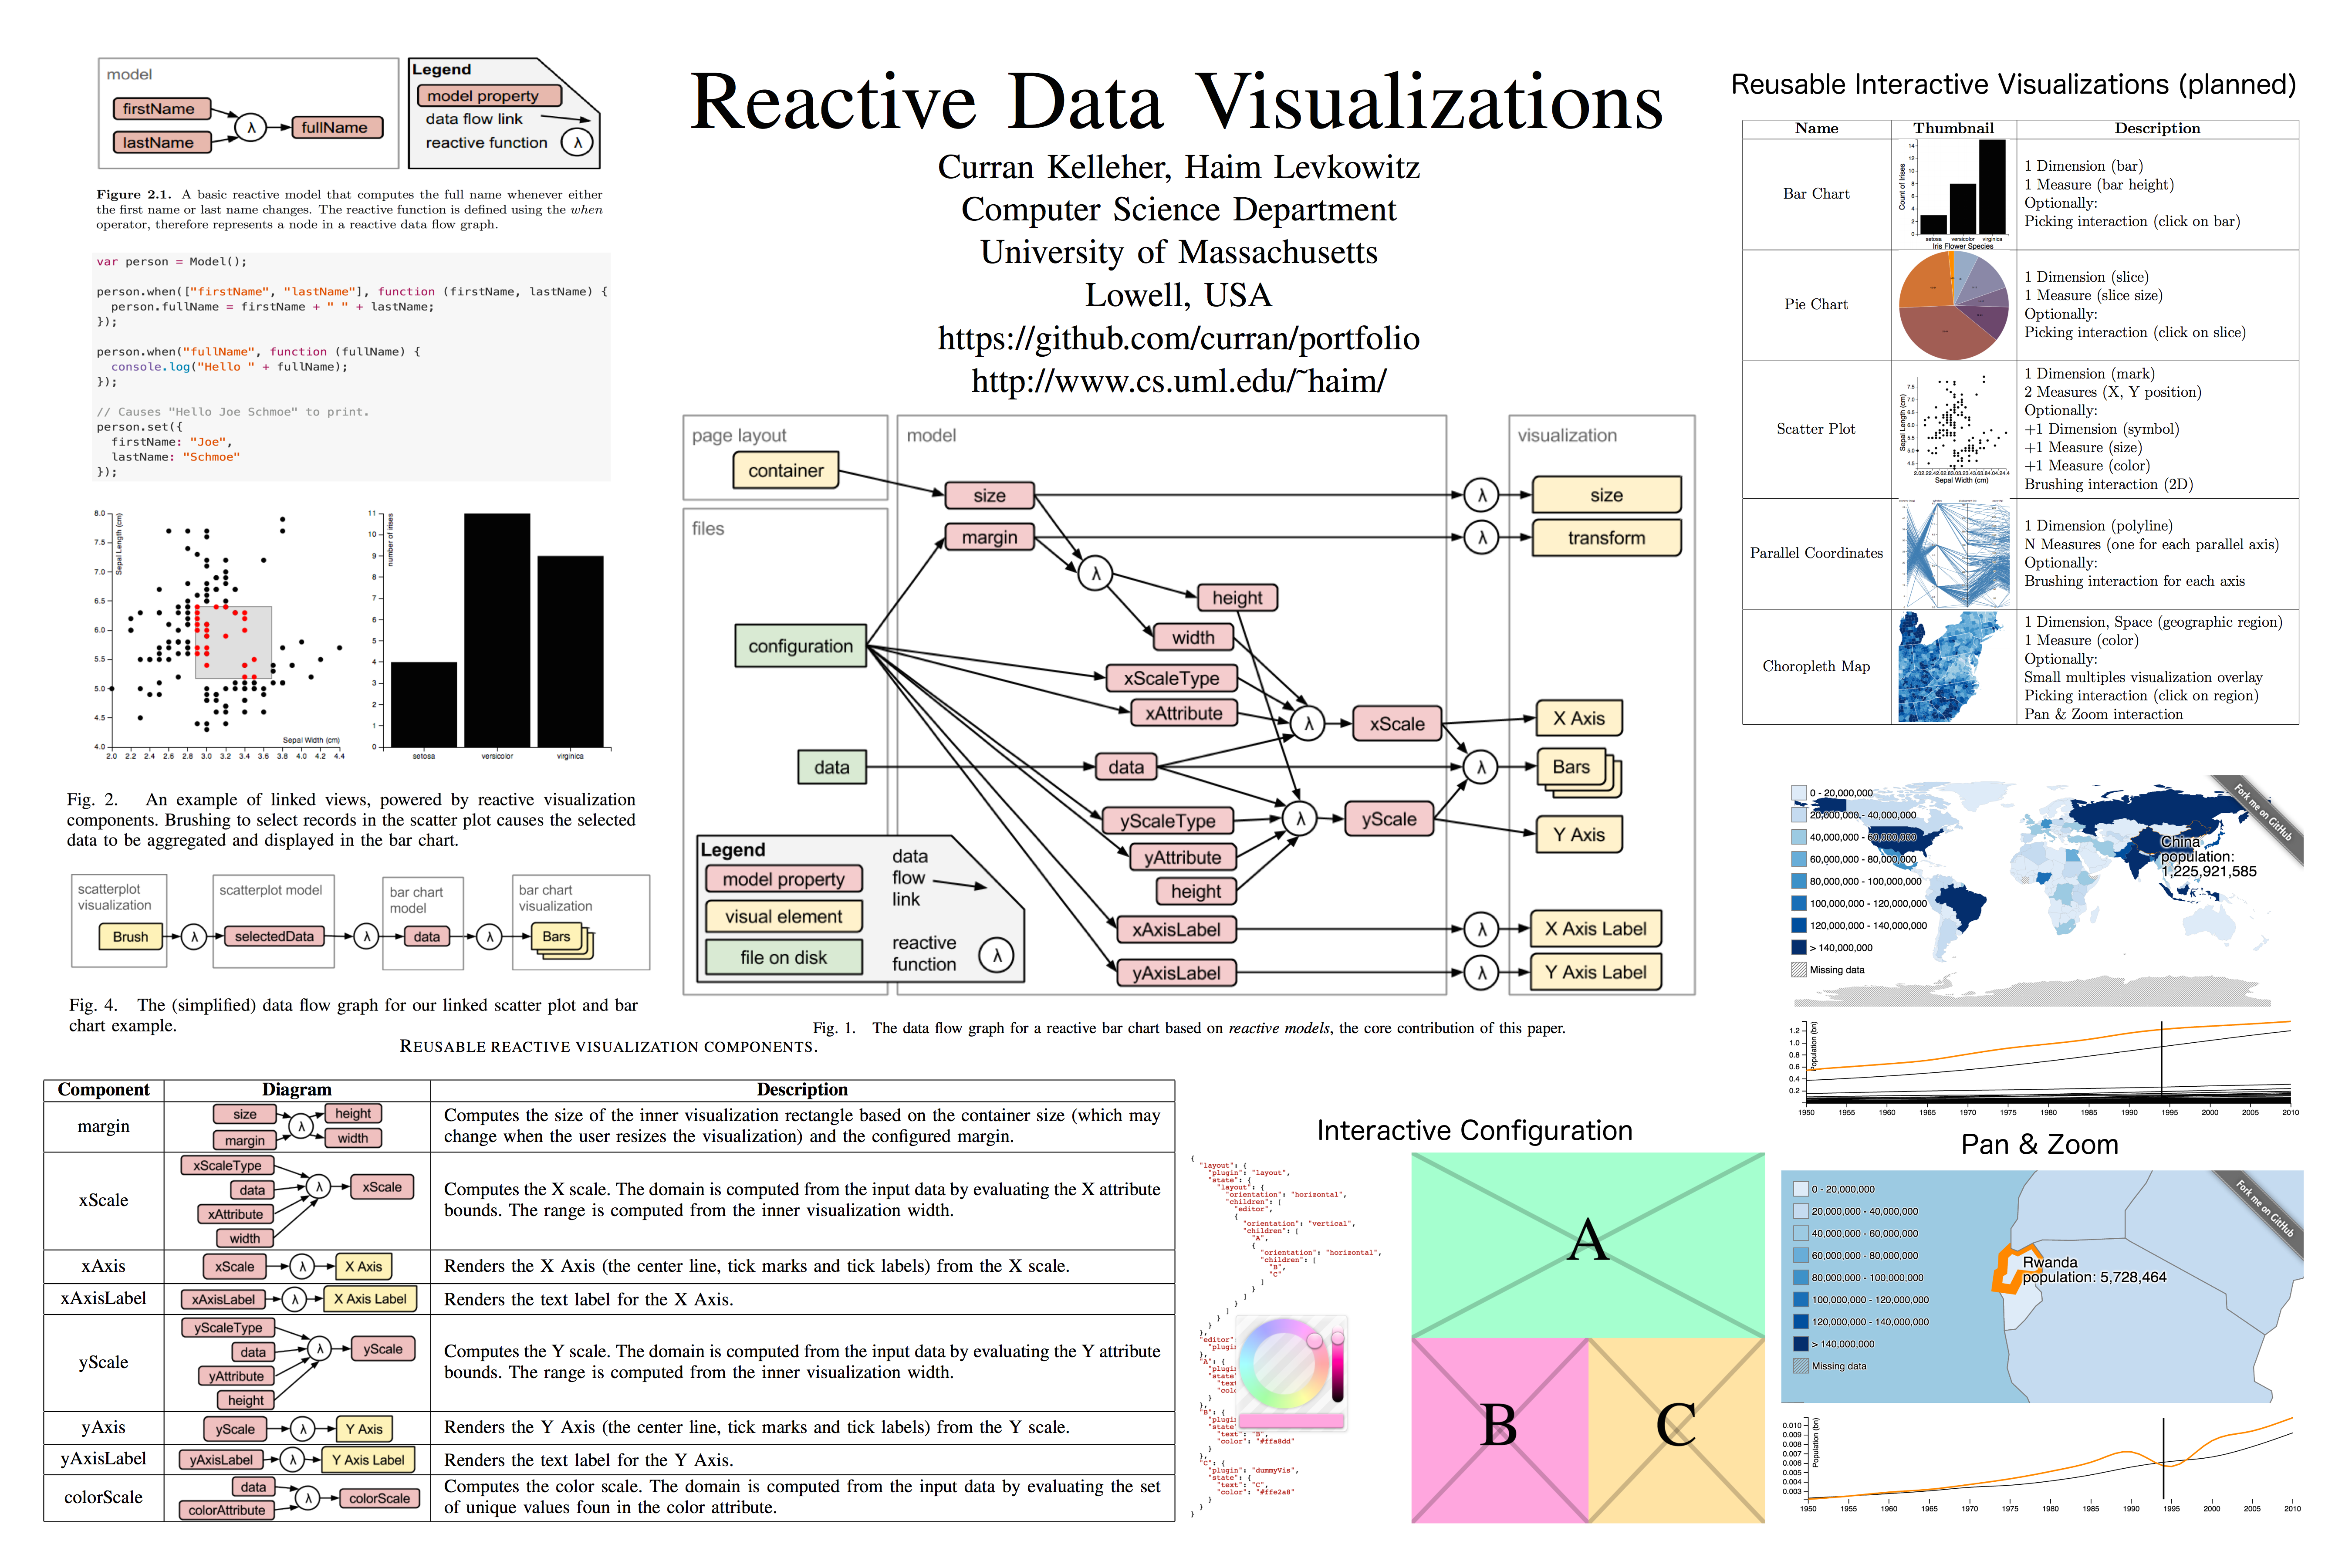 model
firstName
lastName
λ
fullName
Legend
model property
data flow link
reactive function
λ
Figure 2.1. A basic reactive model that computes the full name whenever either
the first name or last name changes. The reactive function is defined using the when
operator, therefore represents a node in a reactive data flow graph.
var person = Model();
person.when(["firstName", "lastName"], function (firstName, lastName) {
person.fullName = firstName + " " + lastName;
});
person.when("fullName", function (fullName) {
console.log("Hello " + fullName);
});
// Causes "Hello Joe Schmoe" to print.
person.set({
firstName: "Joe",
lastName: "Schmoe"
});
8.0
7.5
7.0
6.5
6.0
5.5
5.0
4.5
4.0
Sepal Length (cm)
Sepal Width (cm)
2.0 2.2 2.4 2.6 2.8 3.0 3.2 3.4 3.6 3.8 4.0 4.2 4.4
11
10
9
8
7
6
5
4
3
2
1
0
number of irises
setosa versicolor virginica
Fig. 2. An example of linked views, powered by reactive visualization
components. Brushing to select records in the scatter plot causes the selected
data to be aggregated and displayed in the bar chart.
scatterplot
visualization
Brush
λ
scatterplot model
selectedData
λ
bar chart
model
data
λ
bar chart
visualization
Bars
Fig. 4. The (simplified) data flow graph for our linked scatter plot and bar
chart example.
Reactive Data Visualizations
Curran Kelleher, Haim Levkowitz
Computer Science Department
University of Massachusetts
Lowell, USA
https://github.com/curran/portfolio
http://www.cs.uml.edu/~haim/
page layout
container
files
configuration
data
model
size
margin
λ
height
width
xScaleType
xAttribute
λ
xScale
data
yScaleType
yAttribute
height
λ
yScale
xAxisLabel
yAxisLabel
λ
λ
λ
λ
λ
visualization
size
transform
X Axis
Bars
Y Axis
X Axis Label
Y Axis Label
Legend
model property
visual element
file on disk
data
flow
link
reactive
function
λ
Fig. 1. The data flow graph for a reactive bar chart based on reactive models, the core contribution of this paper.
REUSABLE REACTIVE VISUALIZATION COMPONENTS.
Component Diagram Description
margin
size
margin
λ
height
width
Computes the size of the inner visualization rectangle based on the container size (which may
change when the user resizes the visualization) and the configured margin.
xScale
xScaleType
data
xAttribute
width
λ
xScale
Computes the X scale. The domain is computed from the input data by evaluating the X attribute
bounds. The range is computed from the inner visualization width.
xAxis
xScale λ X Axis
Renders the X Axis (the center line, tick marks and tick labels) from the X scale.
xAxisLabel
xAxisLabel λ X Axis Label
Renders the text label for the X Axis.
yScale
yScaleType
data
yAttribute
height
λ
yScale
Computes the Y scale. The domain is computed from the input data by evaluating the Y attribute
bounds. The range is computed from the inner visualization width.
yAxis
yScale λ Y Axis
Renders the Y Axis (the center line, tick marks and tick labels) from the Y scale.
yAxisLabel
yAxisLabel λ Y Axis Label
Renders the text label for the Y Axis.
colorScale
data
colorAttribute
λ
colorScale
Computes the color scale. The domain is computed from the input data by evaluating the set
of unique values foun in the color attribute.
Interactive Configuration
{
"layout": {
"plugin": "layout",
"state": {
"layout": {
"orientation": "horizontal",
"children": [
"editor",
{
"orientation": "vertical",
"children": [
"A",
{
"orientation": "horizontal",
"children": [
"B",
"C"
]
}
]
}
]
}
}
},
"editor"
"plugi
},
"A": {
"plugi
"state"
"text
"colo
}
},
"B": {
"plugi
"state"
"text": "B",
"color": "#ffa8dd"
}
},
"C": {
"plugin": "dummyVis",
"state": {
"text": "C",
"color": "#ffe2a8"
}
}
}
A
B
C
Reusable Interactive Visualizations (planned)
Name Thumbnail Description
Bar Chart
14
12
10
8
6
4
2
0
Count of Irises
setosa versicolor virginica
Iris Flower Species
1 Dimension (bar)
1 Measure (bar height)
Optionally:
Picking interaction (click on bar)
Pie Chart
1 Dimension (slice)
1 Measure (slice size)
Optionally:
Picking interaction (click on slice)
Scatter Plot
7.5
7.0
6.5
6.0
5.5
5.0
4.5
Sepal Length (cm)
2.02.22.42.62.83.03.23.43.63.84.04.24.4
Sepal Width (cm)
1 Dimension (mark)
2 Measures (X, Y position)
Optionally:
+1 Dimension (symbol)
+1 Measure (size)
+1 Measure (color)
Brushing interaction (2D)
Parallel Coordinates
1 Dimension (polyline)
N Measures (one for each parallel axis)
Optionally:
Brushing interaction for each axis
Choropleth Map
1 Dimension, Space (geographic region)
1 Measure (color)
Optionally:
Small multiples visualization overlay
Picking interaction (click on region)
Pan & Zoom interaction
0 - 20,000,000
20,000,000 - 40,000,000
40,000,000 - 60,000,000
60,000,000 - 80,000,000
80,000,000 - 100,000,000
100,000,000 - 120,000,000
120,000,000 - 140,000,000
> 140,000,000
Missing data
Fork me on GitHub
China
population:
1,225,921,585
1.2
1.0
0.8
0.6
0.4
0.2
Population (bn)
1950 1955 1960 1965 1970 1975 1980 1985 1990 1995 2000 2005 2010
Pan & Zoom
0 - 20,000,000
20,000,000 - 40,000,000
40,000,000 - 60,000,000
60,000,000 - 80,000,000
80,000,000 - 100,000,000
100,000,000 - 120,000,000
120,000,000 - 140,000,000
> 140,000,000
Missing data
Fork me on GitHub
Rwanda
population: 5,728,464
0.010
0.009
0.008
0.007
0.006
0.005
0.004
0.003
Population (bn)
1950 1955 1960 1965 1970 1975 1980 1985 1990 1995 2000 2005 2010